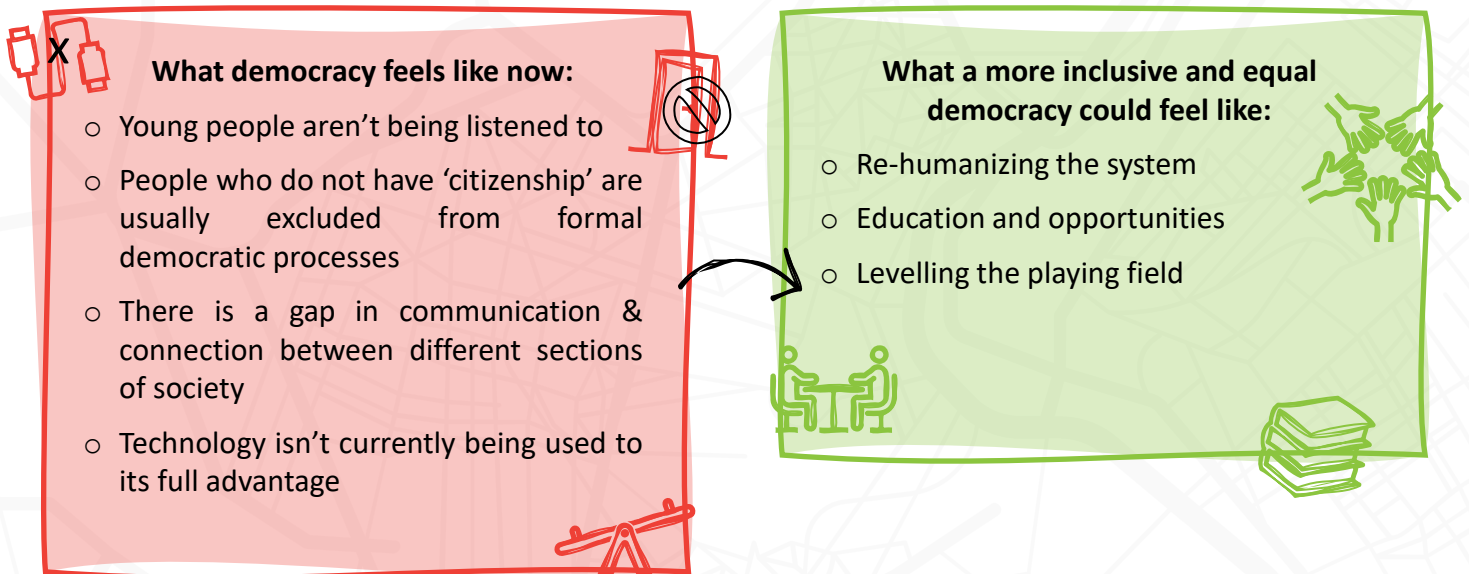 X
What democracy feels like now:
o Young people aren’t being listened to
o People who do not have ‘citizenship’ are
usually excluded from formal
democratic processes
o There is a gap in communication &
connection between different sections
of society
o Technology isn’t currently being used to
its full advantage
What a more inclusive and equal
democracy could feel like:
o Re-humanizing the system
o Education and opportunities
o Levelling the playing field